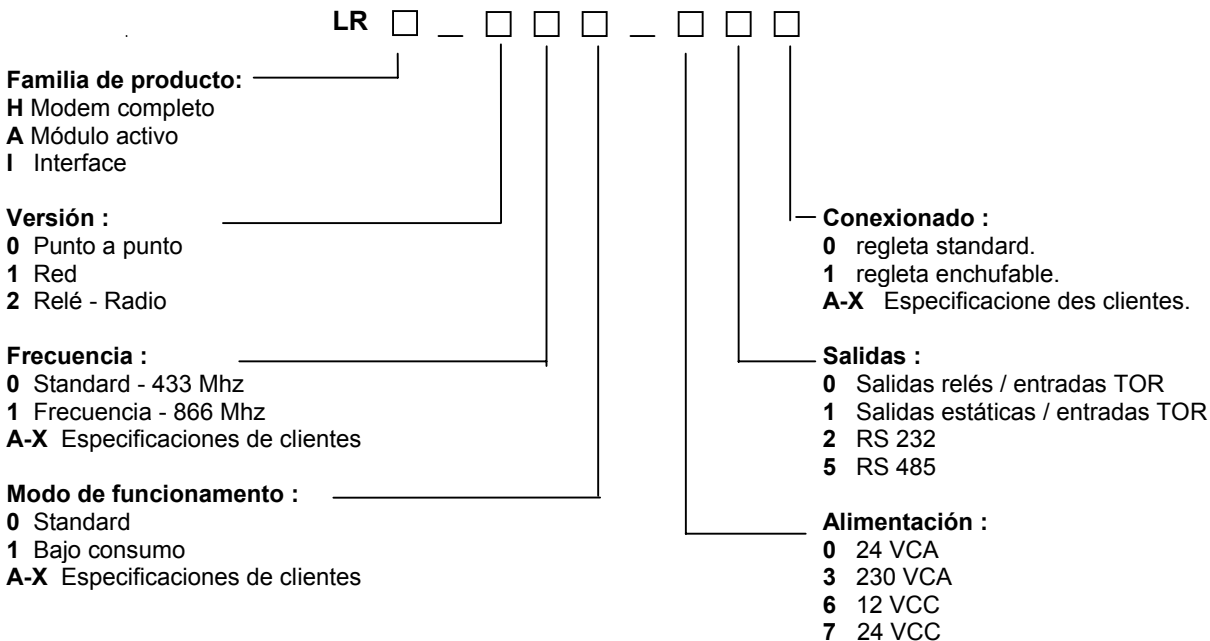 LR □ _ □ □ □ _ □ □ □
Familia de producto:
H Modem completo
A Módulo activo
I Interface
Versión :
0 Punto a punto
1 Red
2 Relé - Radio
Frecuencia :
0 Standard - 433 Mhz
1 Frecuencia - 866 Mhz
A-X Especificaciones de clientes
Modo de funcionamento :
0 Standard
1 Bajo consumo
A-X Especificaciones de clientes
Conexionado :
0 regleta standard.
1 regleta enchufable.
A-X Especificacione des clientes.
Salidas :
0 Salidas relés / entradas TOR
1 Salidas estáticas / entradas TOR
2 RS 232
5 RS 485
Alimentación :
0 24 VCA
3 230 VCA
6 12 VCC
7 24 VCC